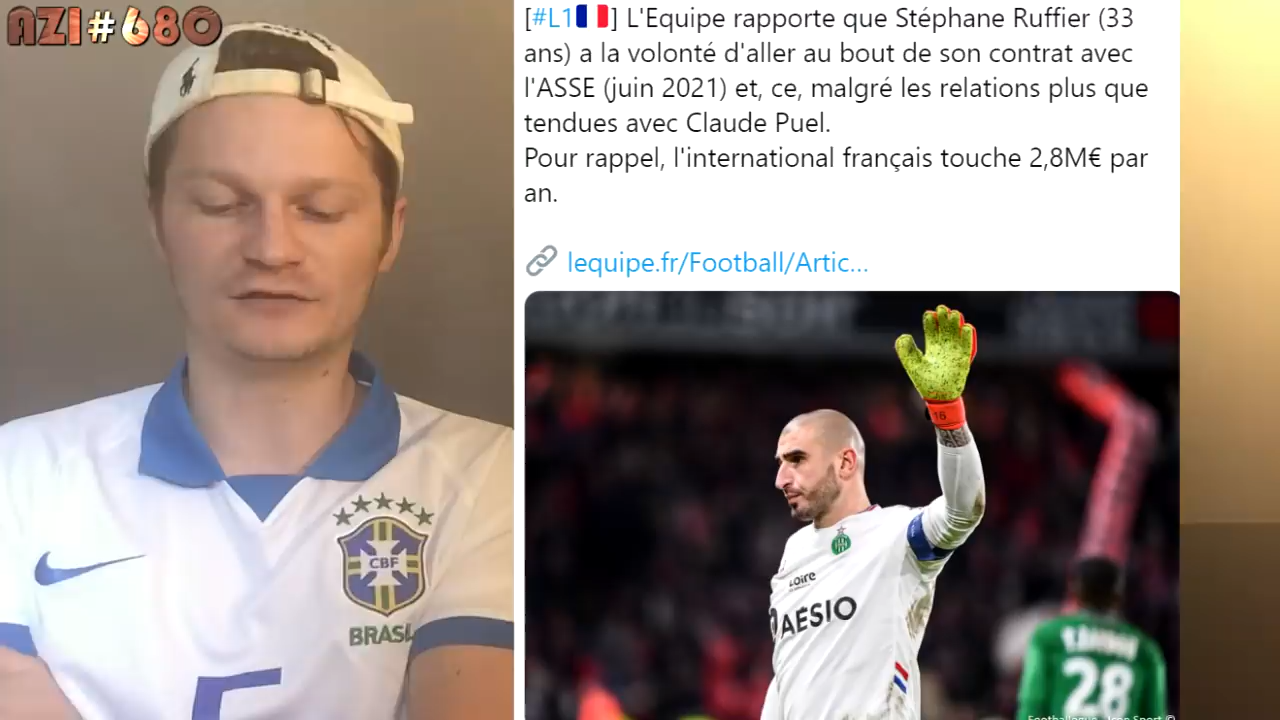 AZI#680
[#L1🇫🇷] L'Equipe rapporte que Stéphane Ruffier (33
ans) a la volonté d'aller au bout de son contrat avec
l'ASSE (juin 2021) et, ce, malgré les relations plus que
tendues avec Claude Puel.
Pour rappel, l'international français touche 2,8M€ par
an.
lequipe.fr/Football/Artic...
16
Loire
AÉSIO
28
CBF
BRASIL